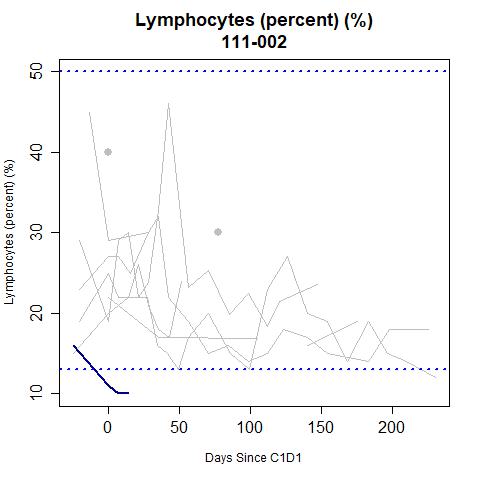 Lymphocytes (percent) (%)
111-002
Lymphocytes (percent) (%)
50
40
30
20
10
0 50 100 150 200
Days Since C1D1